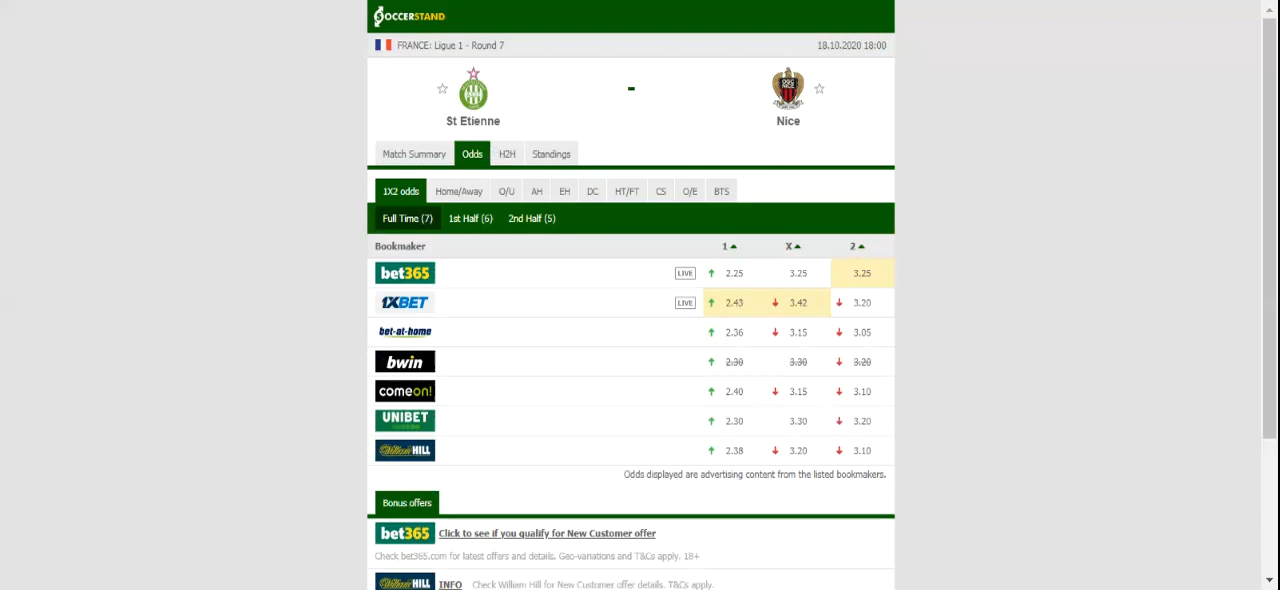 SOCCERSTAND
FRANCE: Ligue 1 - Round 7 18.10.2020 18:00
OGC NICE
-
St Etienne Nice
Match Summary Odds H2H Standings
1X2 odds Home/Away O/U AH EH DC HT/FT CS O/E BTS
Full Time (7) 1st Half (6) 2nd Half (5)
Bookmaker 1 X 2
bet365 LIVE 2.25 3.25 3.25
1XBET LIVE 2.43 3.42 3.20
bet-at-home 2.36 3.15 3.05
bwin 2.30 3.30 3.20
comeon! 2.40 3.15 3.10
UNIBET 2.30 3.30 3.20
William HILL 2.38 3.20 3.10
Odds displayed are advertising content from the listed bookmakers.
Bonus offers
bet365 Click to see if you qualify for New Customer offer
Check bet365.com for latest offers and details. Geo-variations and T&Cs apply. 18+
William HILL INFO Check William Hill for New Customer offer details. T&Cs apply.